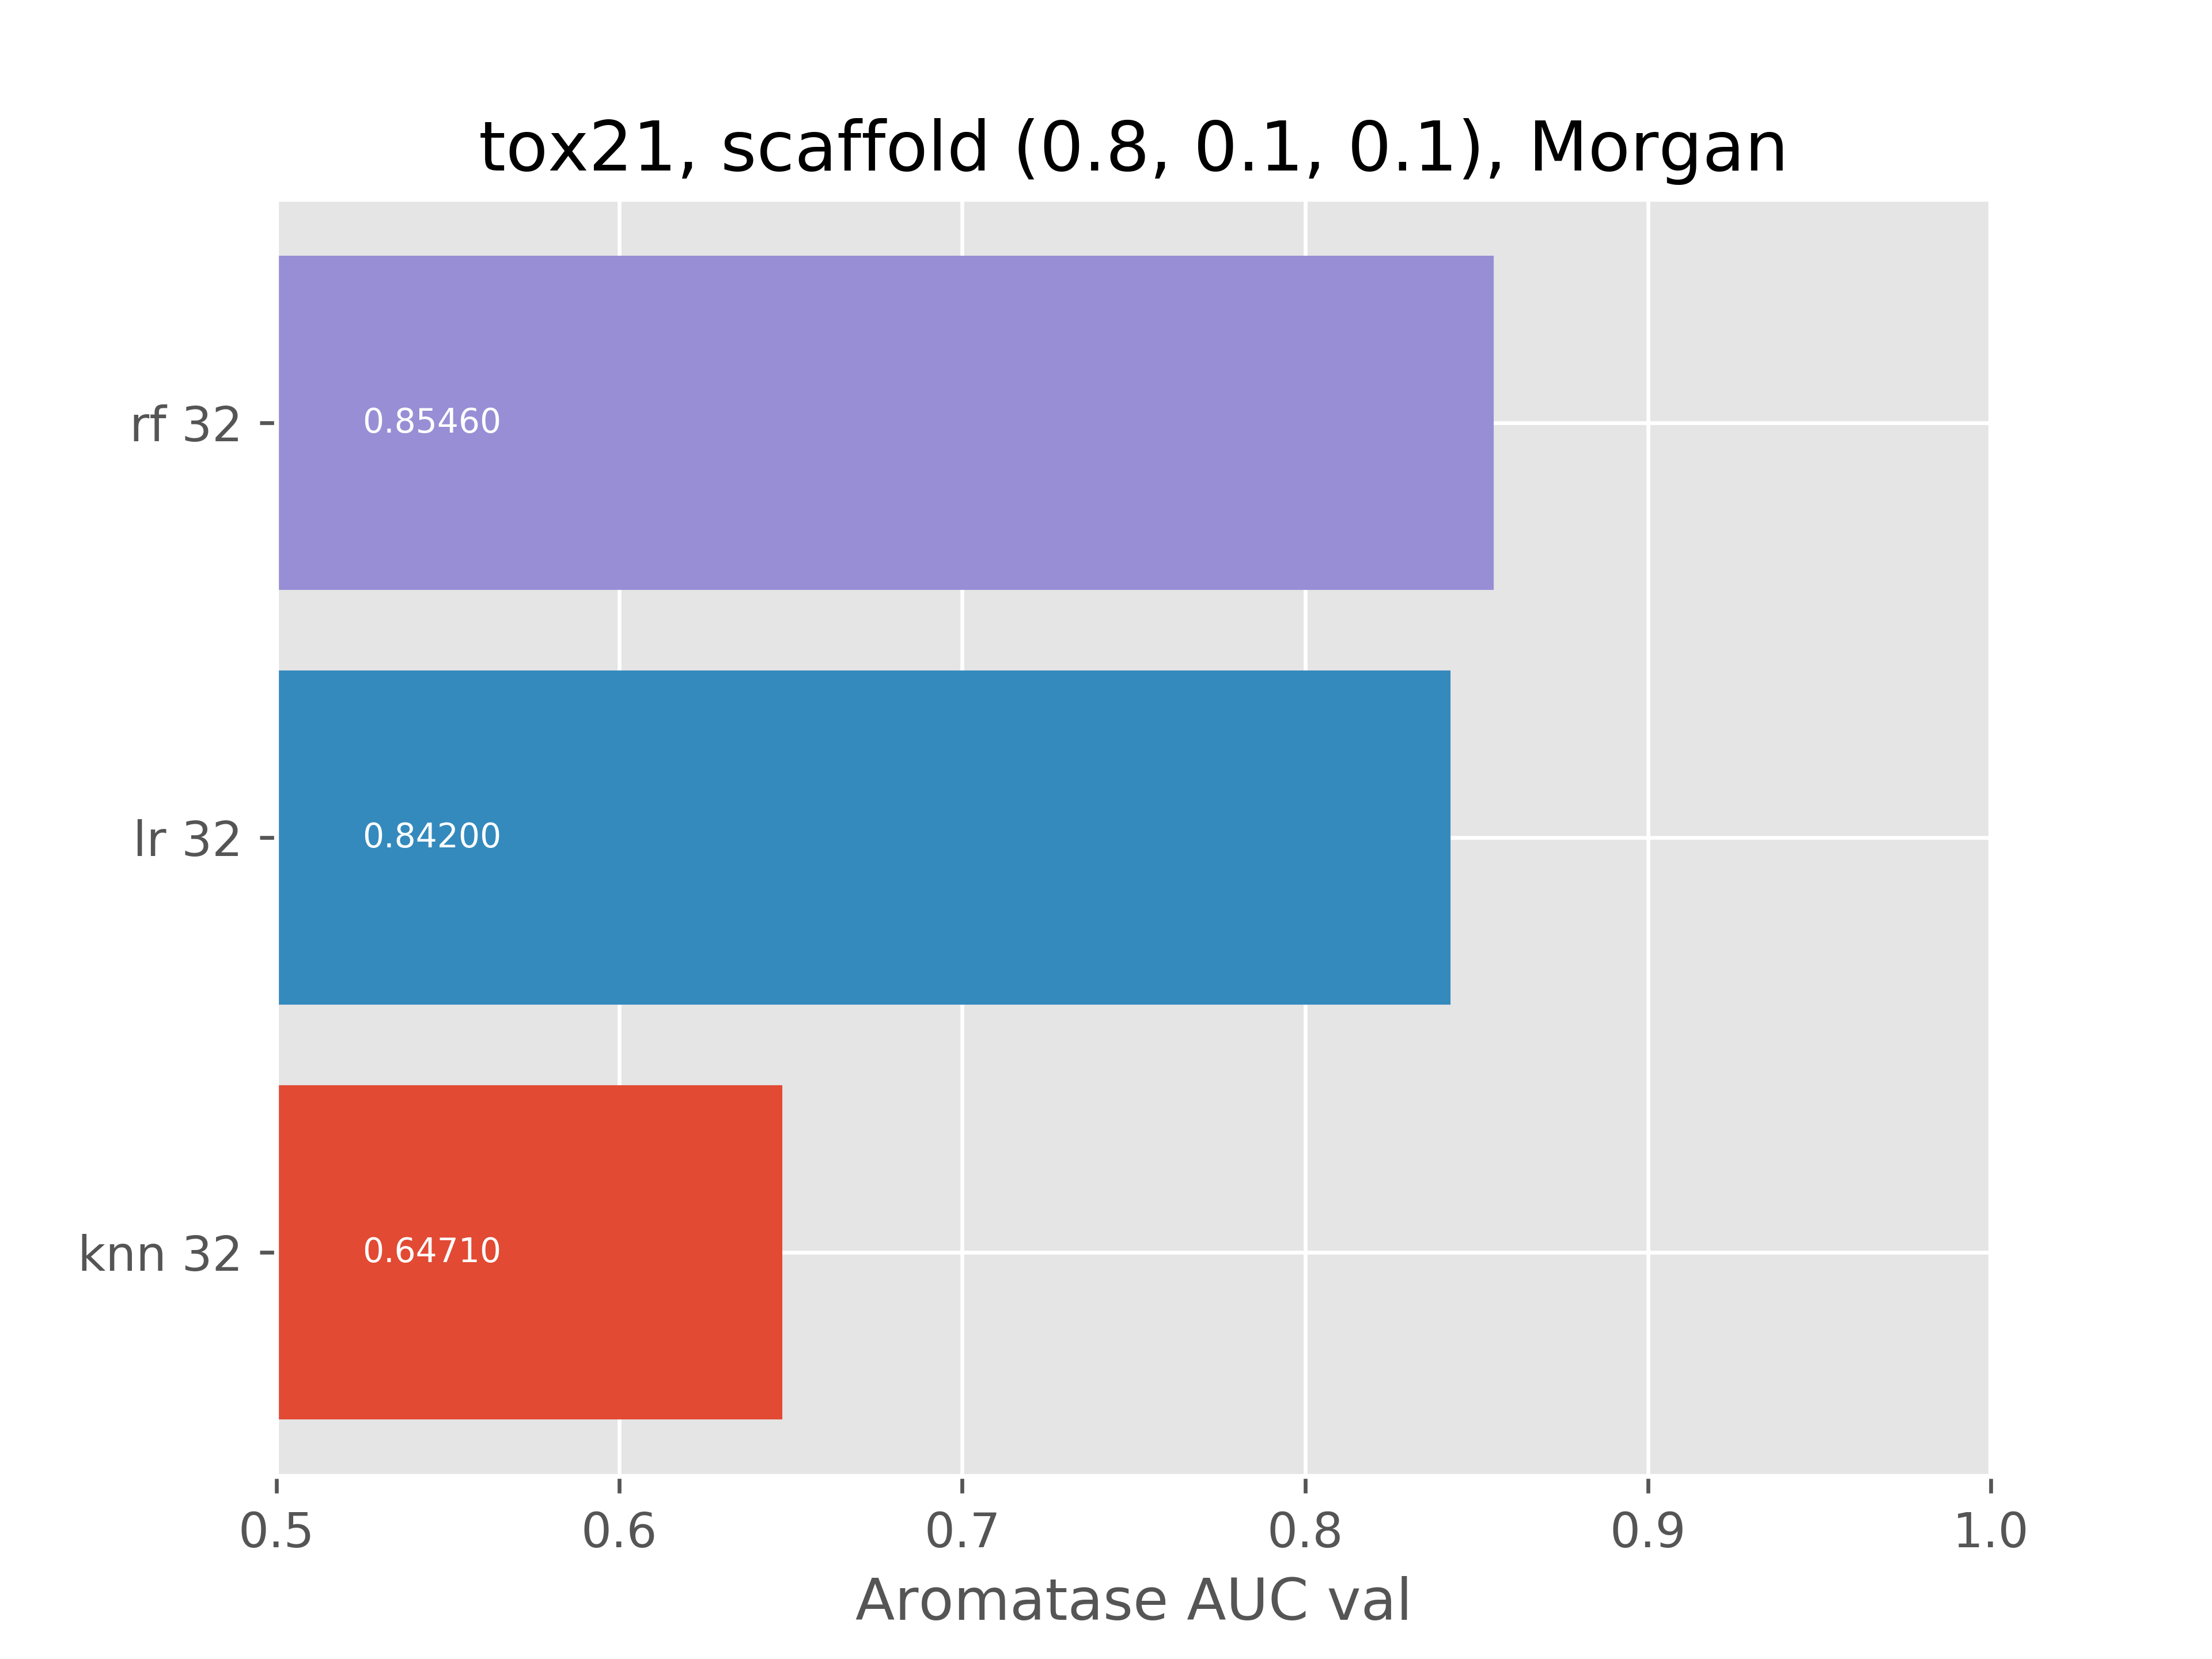 tox21, scaffold (0.8, 0.1, 0.1), Morgan
rf 32
0.85460
lr 32
0.84200
knn 32
0.64710
0.5 0.6 0.7 0.8 0.9 1.0
Aromatase AUC val